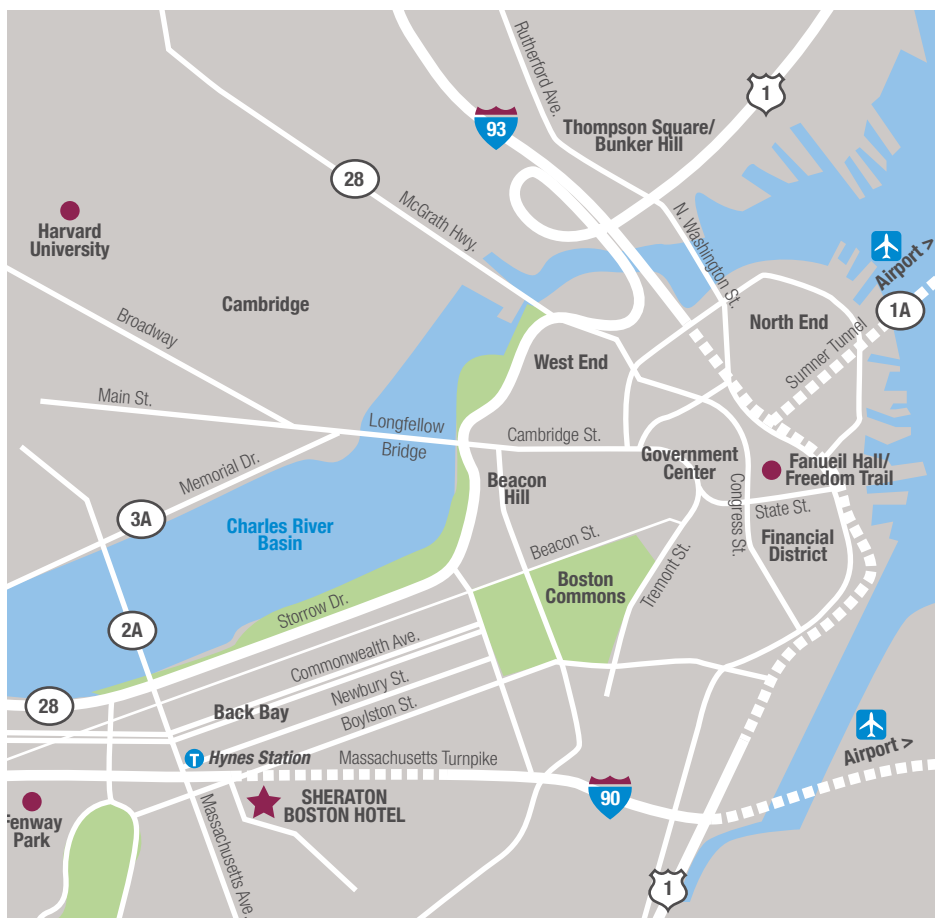 Rutherford Ave.
1
93
Thompson Square/
Bunker Hill
28
McGrath Hwy.
Harvard
University
N. Washington St.
Airport >
1A
Cambridge
Broadway
North End
Sumner Tunnel
West End
Main St.
Longfellow
Bridge
Cambridge St.
Government
Center
Fanueil Hall/
Freedom Trail
Memorial Dr.
Beacon
Hill
Congress St.
State St.
3A
Charles River
Basin
Financial
District
Beacon St.
Boston
Commons
Tremont St.
Storrow Dr.
2A
Commonwealth Ave.
Newbury St.
28
Back Bay
Boylston St.
T
Hynes Station
Massachusetts Turnpike
Airport >
90
SHERATON
BOSTON HOTEL
Fenway
Park
Massachusetts Ave.
1